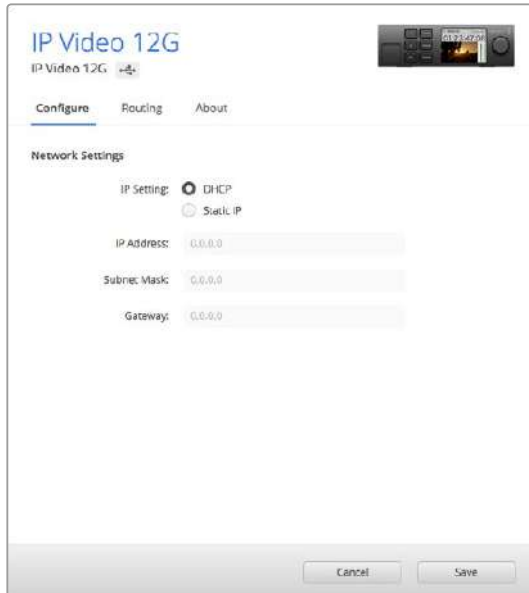 IP Video 12G
IP Video 12G
Configure Routing About
Network Settings
IP Setting: DHCP
Static IP
IP Address: 0.0.0.0
Subnet Mask: 0.0.0.0
Gateway: 0.0.0.0
Cancel Save